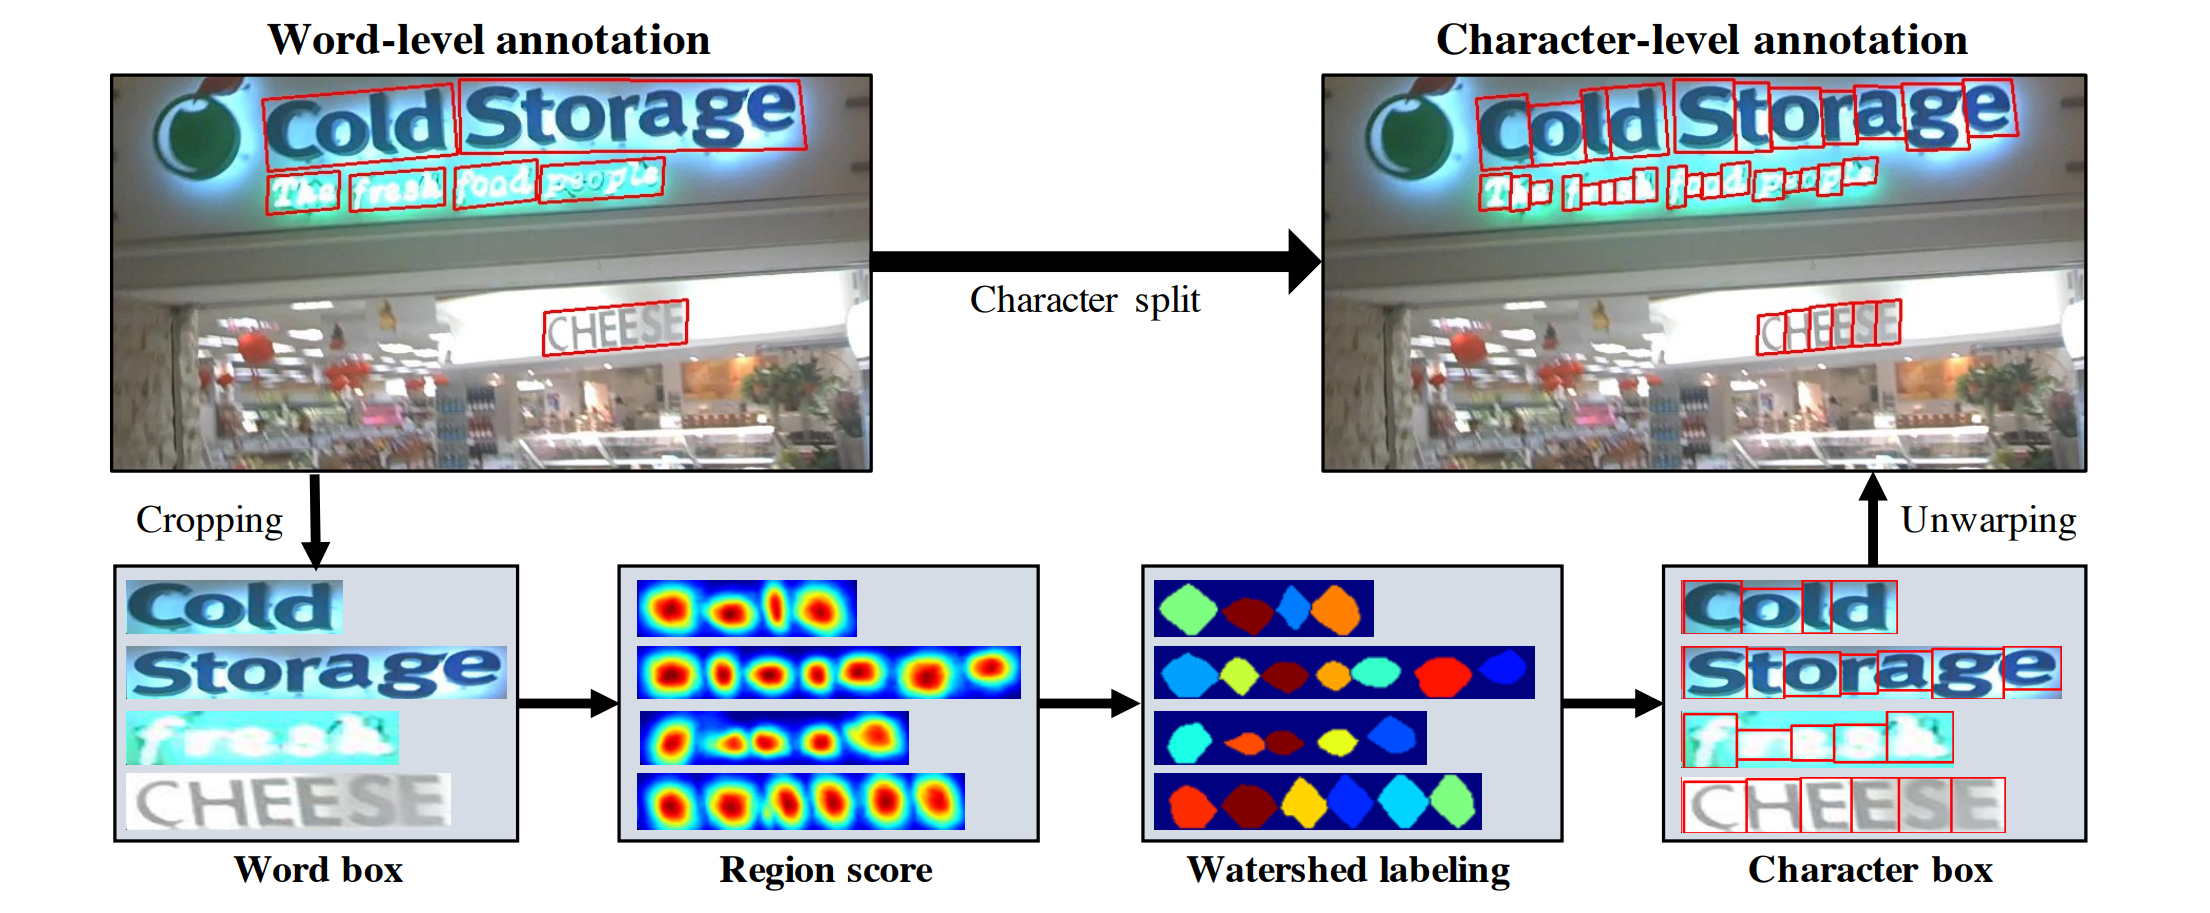 Word-level annotation
Character-level annotation
Cold Storage
The fresh food people
CHEESE
Cold Storage
The fresh food people
CHEESE
Character split
Cropping
Unwarping
Cold
Storage
fresh
CHEESE
Cold
Storage
fresh
CHEESE
Word box
Region score
Watershed labeling
Character box